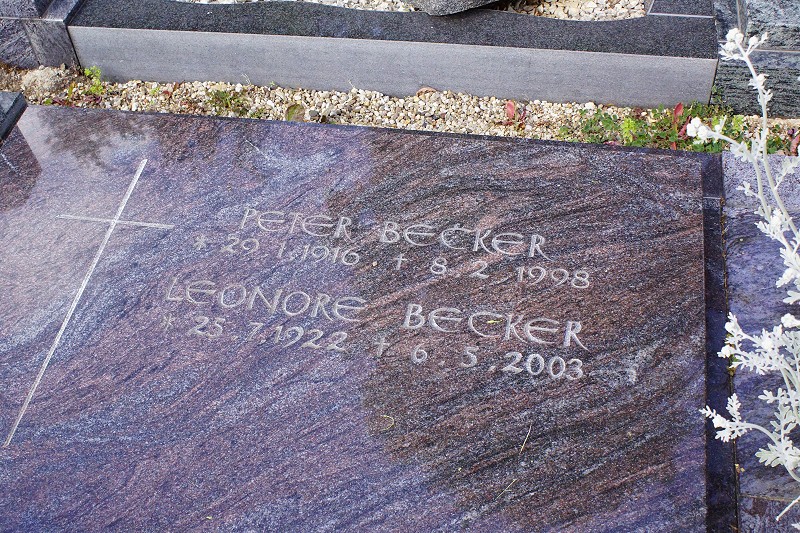 PETER BECKER
* 29.1.1916 † 8.2.1998
LEONORE BECKER
* 25.7.1922 † 6.5.2003